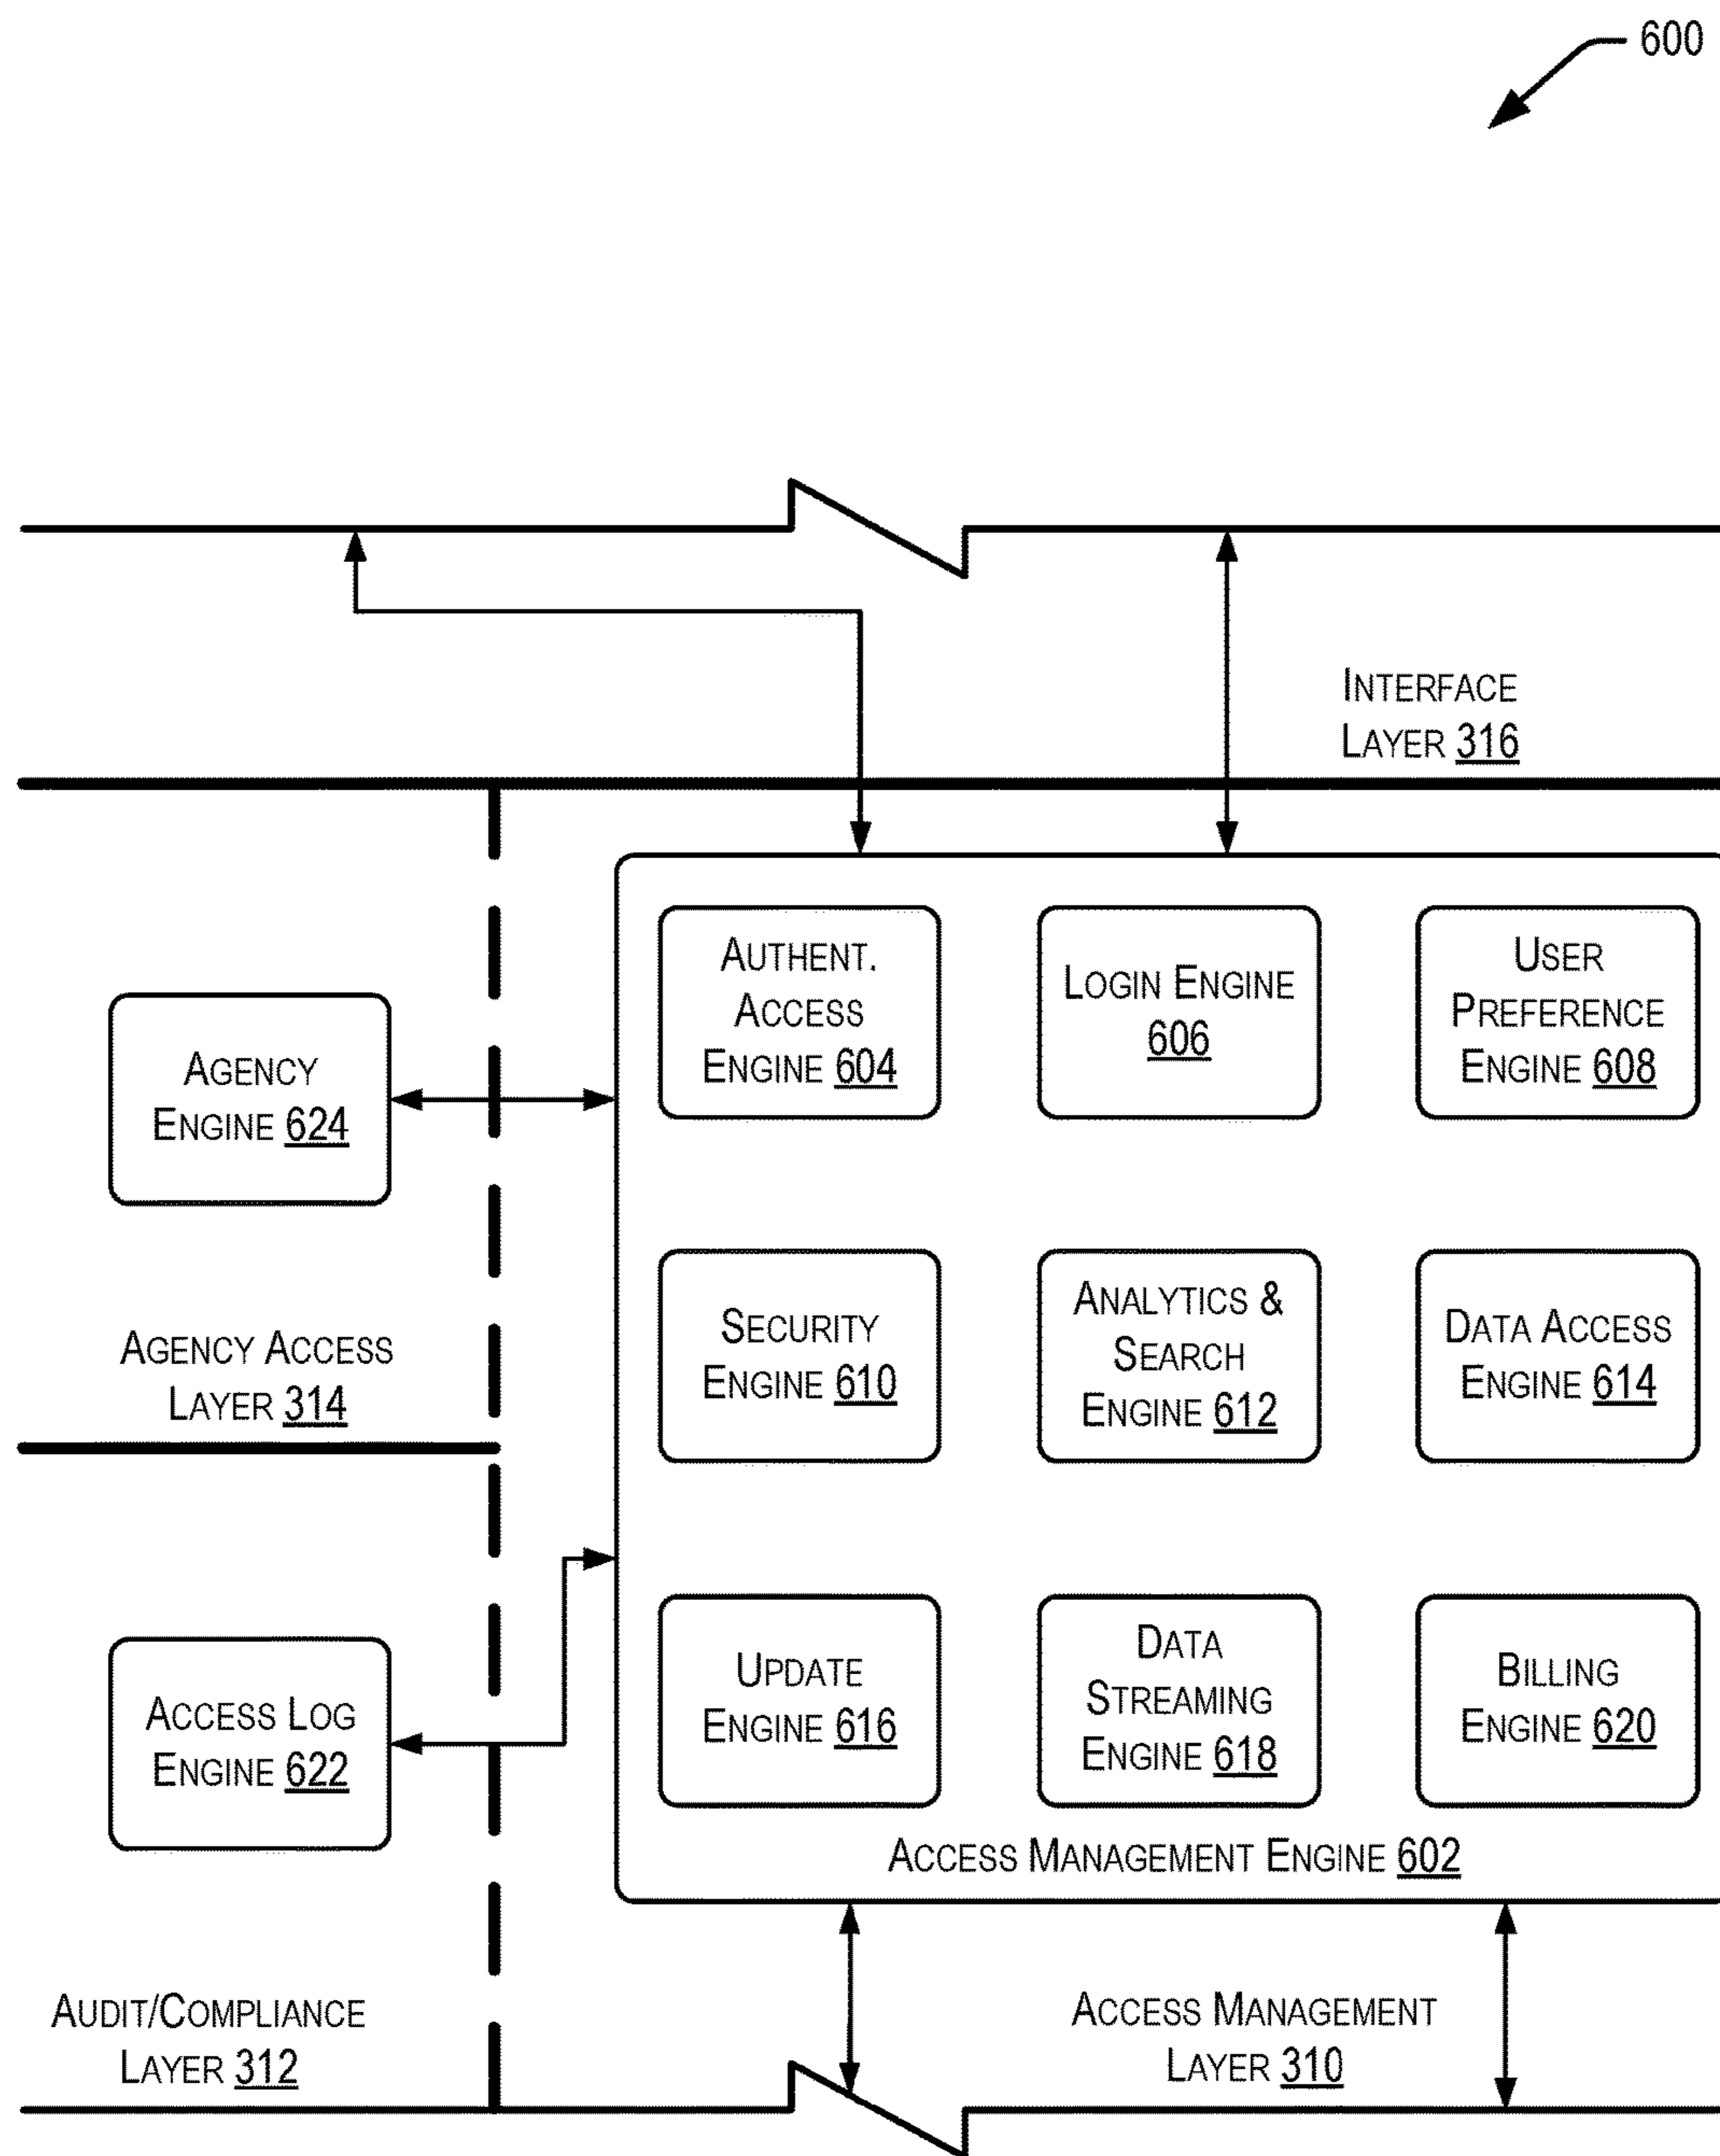 600
INTERFACE
LAYER 316
AUTHENT.
ACCESS
ENGINE 604
LOGIN ENGINE
606
USER
PREFERENCE
ENGINE 608
AGENCY
ENGINE 624
SECURITY
ENGINE 610
ANALYTICS &
SEARCH
ENGINE 612
DATA ACCESS
ENGINE 614
AGENCY ACCESS
LAYER 314
UPDATE
ENGINE 616
DATA
STREAMING
ENGINE 618
BILLING
ENGINE 620
ACCESS LOG
ENGINE 622
ACCESS MANAGEMENT ENGINE 602
AUDIT/COMPLIANCE
LAYER 312
ACCESS MANAGEMENT
LAYER 310